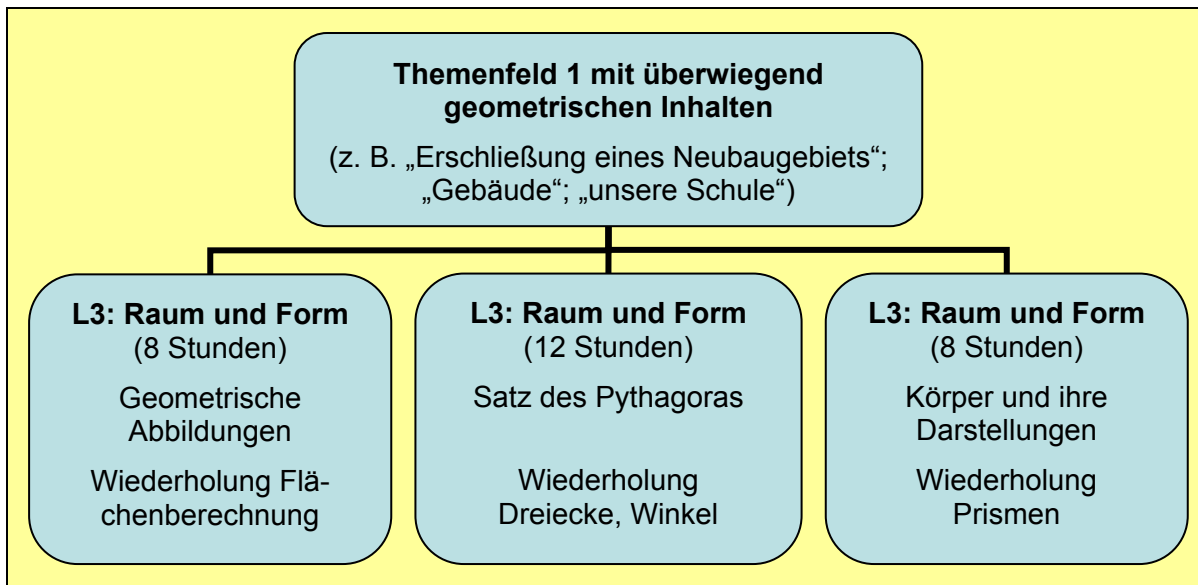 Themenfeld 1 mit überwiegend
geometrischen Inhalten
(z. B. „Erschließung eines Neubaugebiets“;
„Gebäude“; „unsere Schule“)
L3: Raum und Form
(8 Stunden)
Geometrische
Abbildungen
Wiederholung Flä-
chenberechnung
L3: Raum und Form
(12 Stunden)
Satz des Pythagoras
Wiederholung
Dreiecke, Winkel
L3: Raum und Form
(8 Stunden)
Körper und ihre
Darstellungen
Wiederholung
Prismen